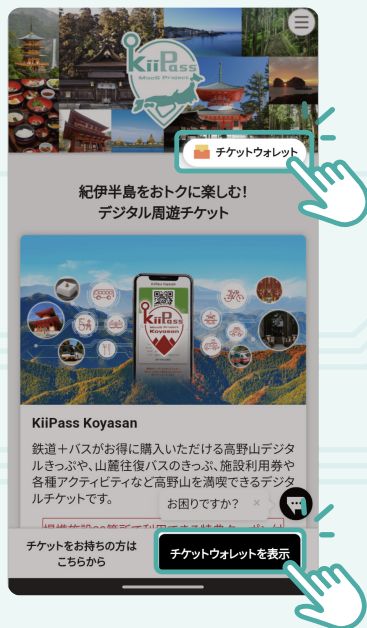 KiiPass
MaaS Project
チケットウォレット
紀伊半島をおトクに楽しむ!
デジタル周遊チケット
KiiPass
MaaS Project
Koyasan
KiiPass Koyasan
鉄道+バスがお得に購入いただける高野山デジタ
ルきっぷや、山麓往復バスのきっぷ、施設利用券や
各種アクティビティなど高野山を満喫できるデジタ
ルチケットです。
お困りですか? ×
チケットをお持ちの方は
こちらから
チケットウォレットを表示